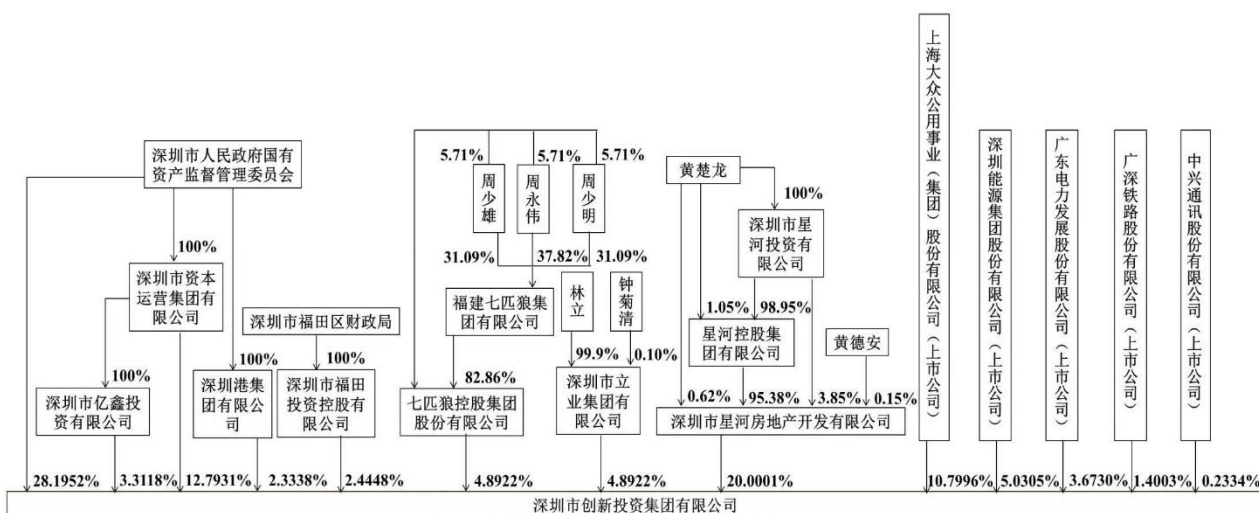 深圳市人民政府国有
资产监督管理委员会
100%
深圳市资本
运营集团有
限公司
100%
深圳市亿鑫投
资有限公司
深圳市福田区财政局
100%
深圳港集
团有限公
司
100%
深圳市福田
投资控股有
限公司
5.71%
5.71%
5.71%
周少雄
周永伟
周少明
31.09%
37.82%
31.09%
福建七匹狼集
团有限公司
82.86%
七匹狼控股集团
股份有限公司
林立
钟菊清
99.9%
0.10%
深圳市立
业集团有
限公司
黄楚龙
100%
深圳市星
河投资有
限公司
1.05%
98.95%
星河控股集
团有限公司
黄德安
0.62%
95.38%
3.85%
0.15%
深圳市星河房地产开发有限公司
上海大众公用事业（集团）股份有限公司（上市公司）
深圳能源集团股份有限公司（上市公司）
广东电力发展股份有限公司（上市公司）
广深铁路股份有限公司（上市公司）
中兴通讯股份有限公司（上市公司）
28.1952%
3.3118%
12.7931%
2.3338%
2.4448%
4.8922%
4.8922%
20.0001%
10.7996%
5.0305%
3.6730%
1.4003%
0.2334%
深圳市创新投资集团有限公司